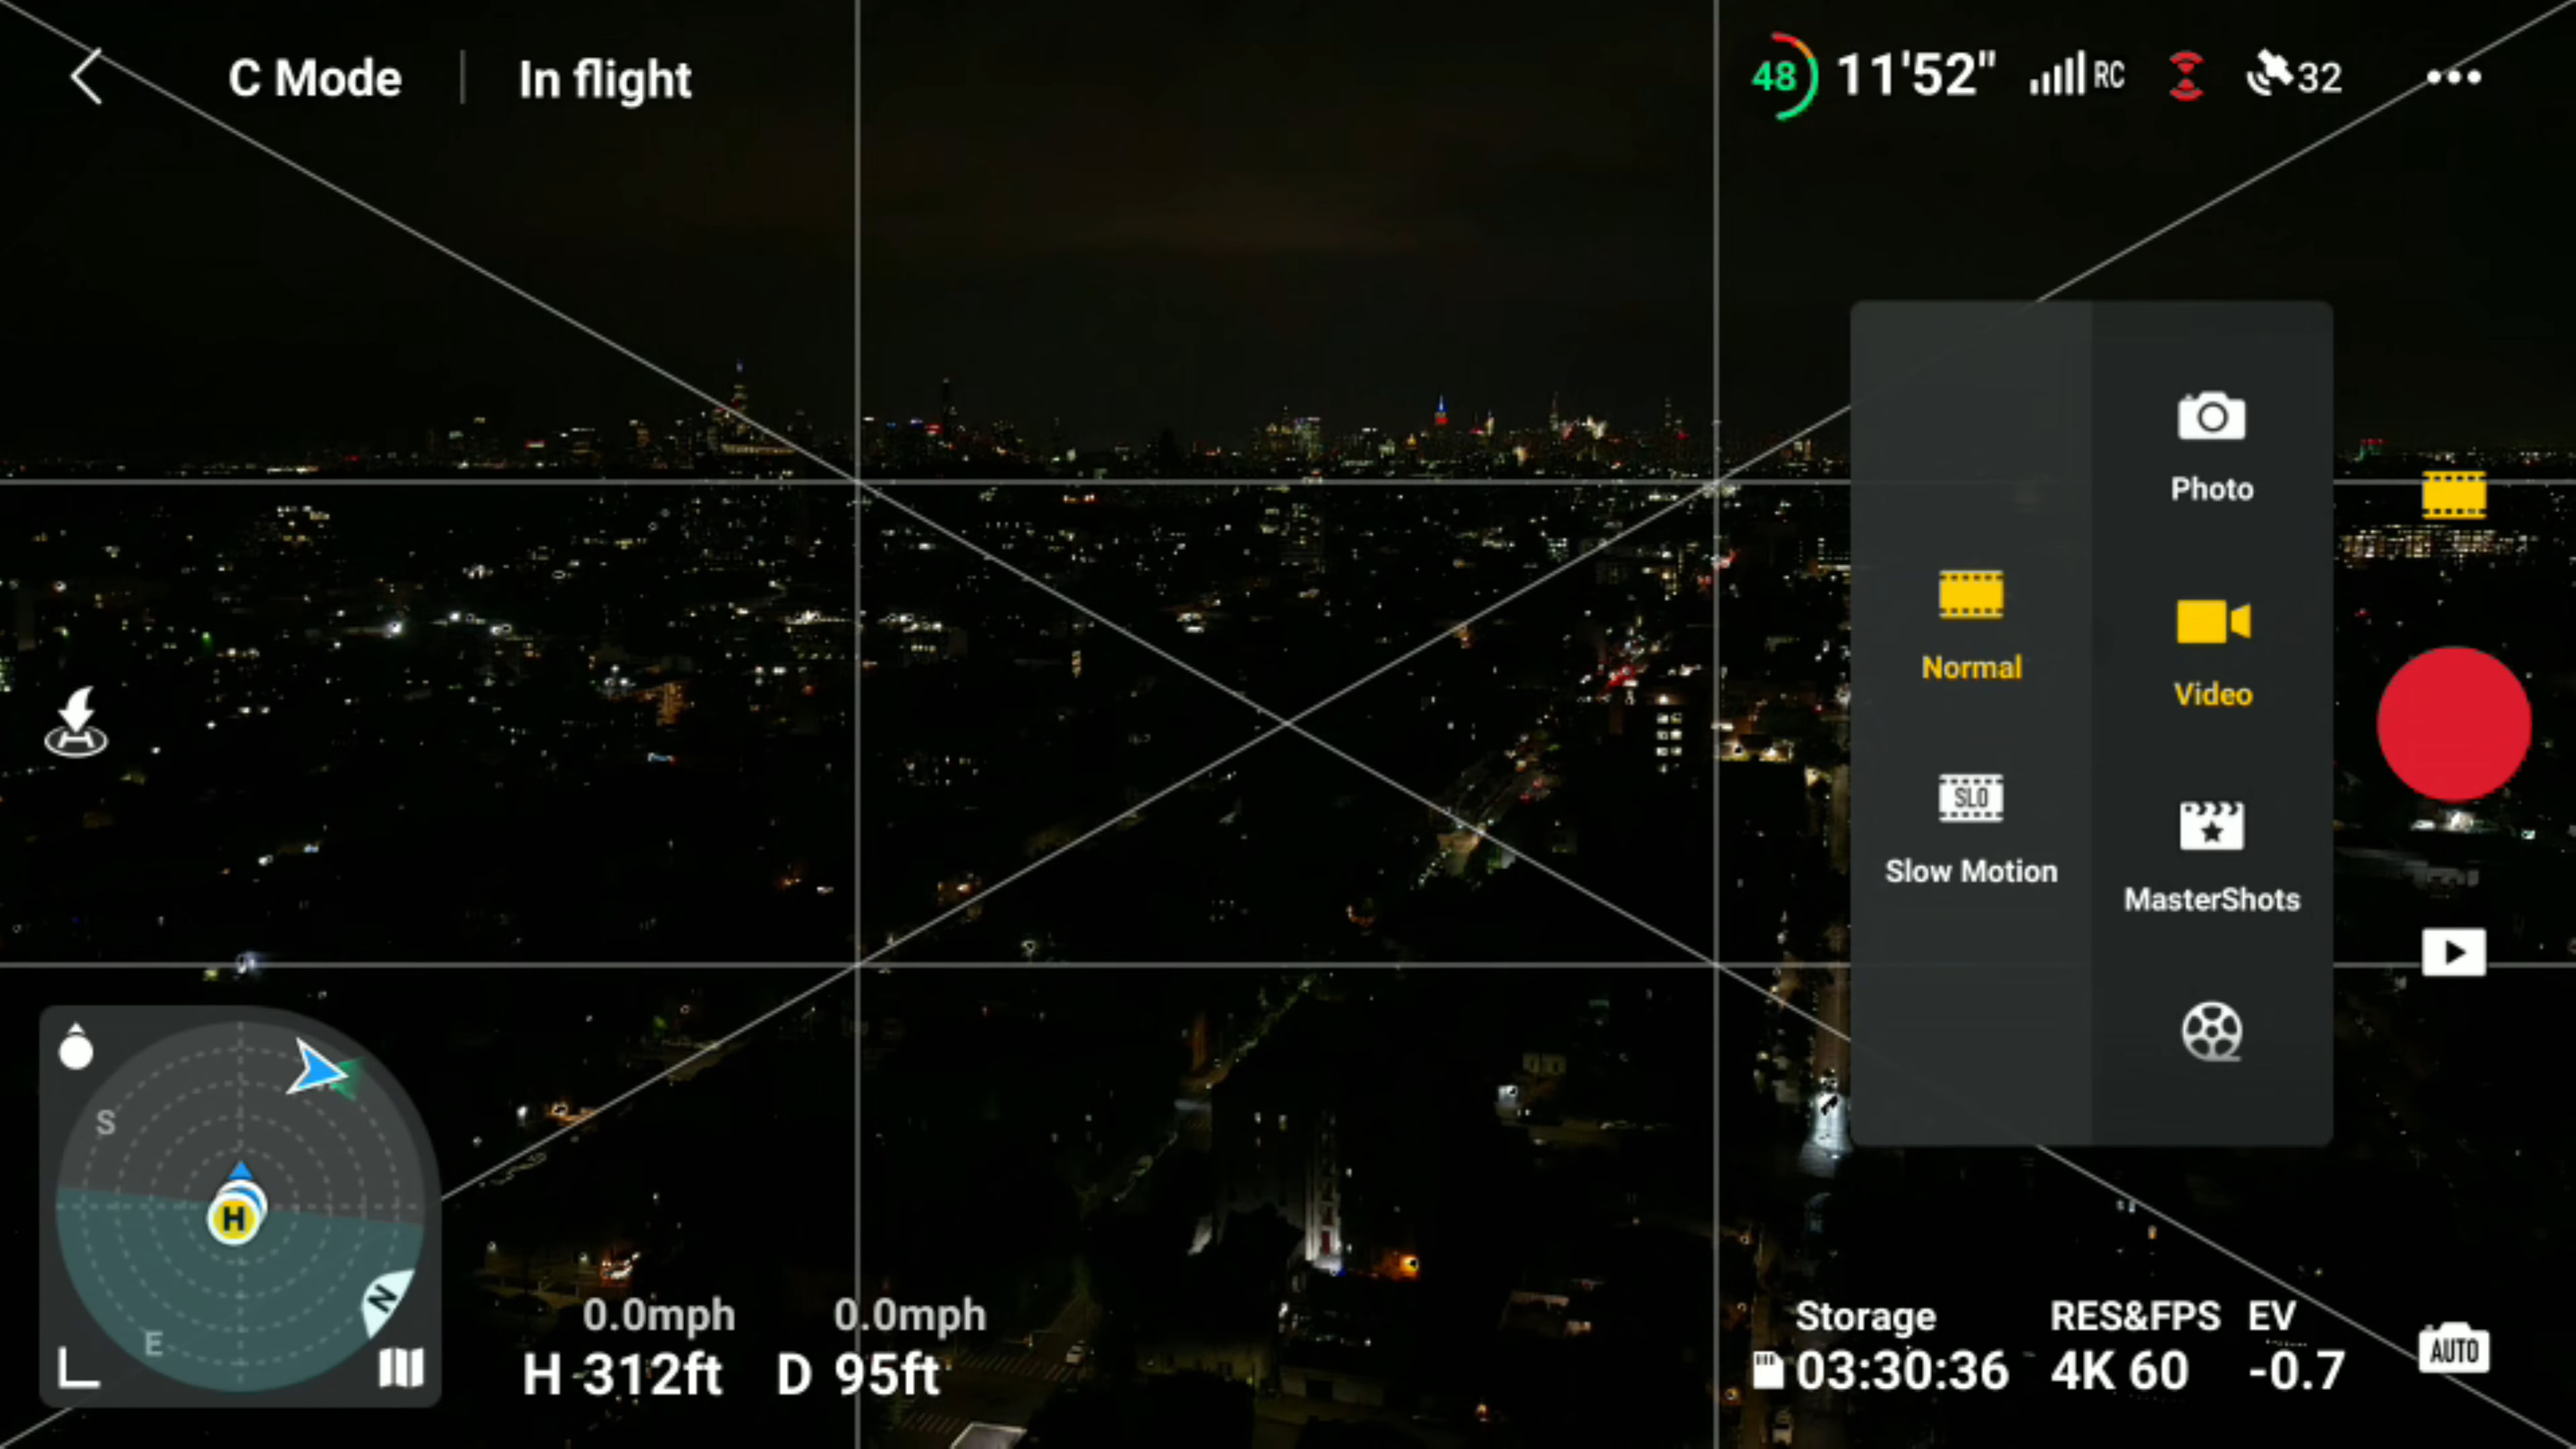 C Mode | In flight
48 11'52" RC 32
Photo
Normal
Video
SLO
Slow Motion
MasterShots
S
H
N
E
0.0mph 0.0mph
H 312ft D 95ft
Storage RES&FPS EV
03:30:36 4K 60 -0.7
AUTO